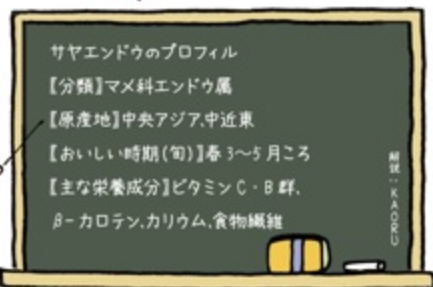 サヤエンドウのプロフィル
【分類】マメ科エンドウ属
【原産地】中央アジア、中近東
【おいしい時期(旬)】春3〜5月ころ
【主な栄養成分】ビタミンC・B群、
β-カロテン、カリウム、食物繊維
解説:KAORU